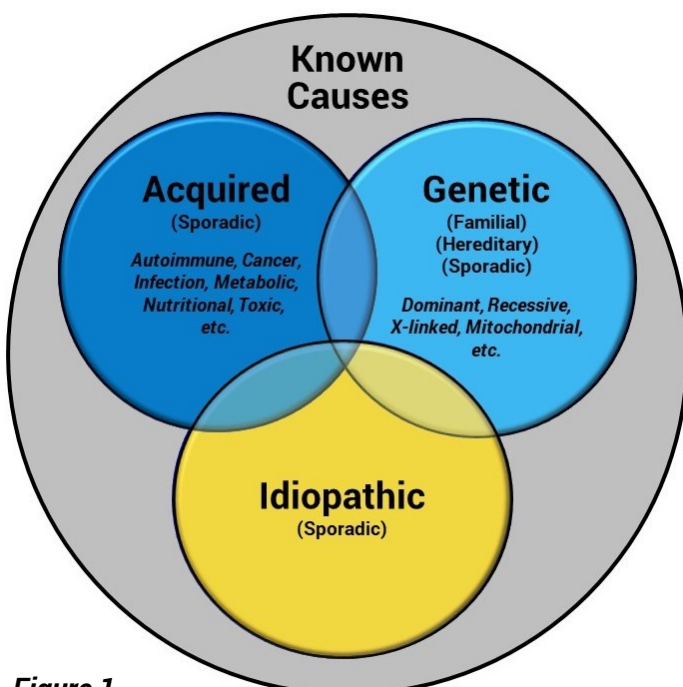 Known
Causes
Acquired
(Sporadic)
Autoimmune, Cancer,
Infection, Metabolic,
Nutritional, Toxic,
etc.
Genetic
(Familial)
(Hereditary)
(Sporadic)
Dominant, Recessive,
X-linked, Mitochondrial,
etc.
Idiopathic
(Sporadic)
Figure 1